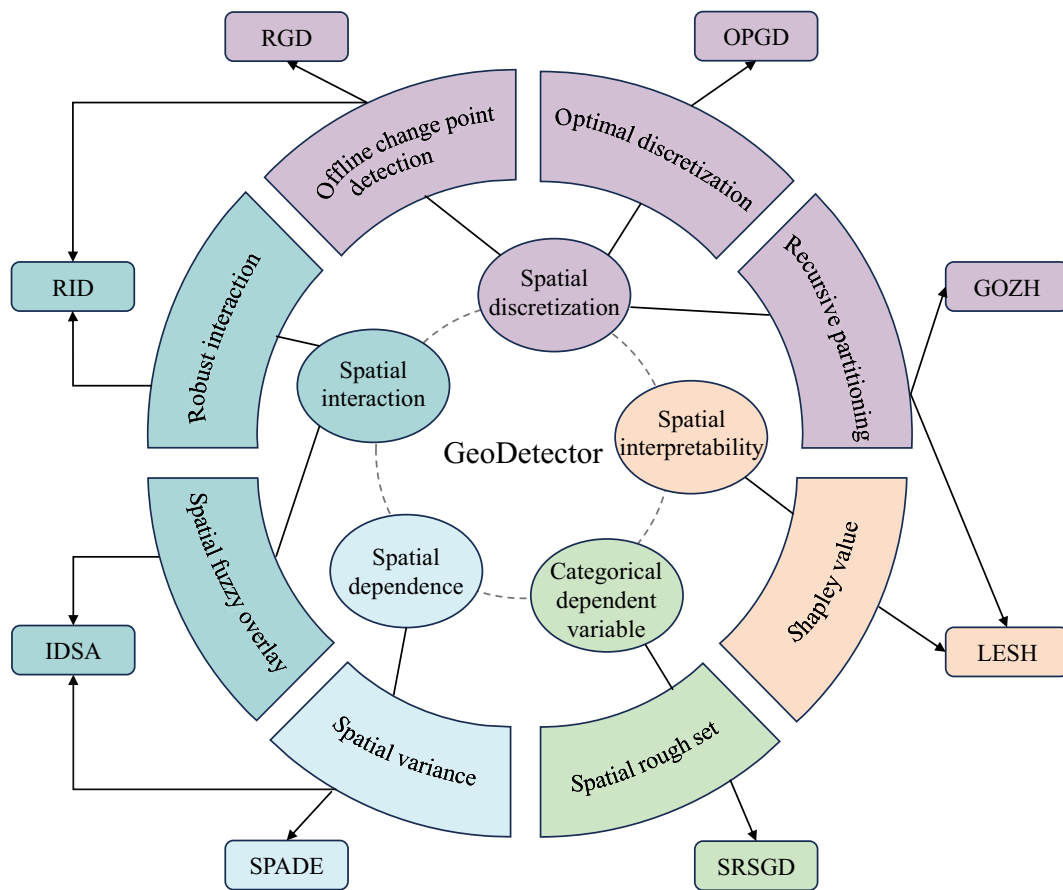 RGD
OPGD
Offline change point
detection
Optimal discretization
Recursive partitioning
RID
GOZH
Robust interaction
Spatial
discretization
Spatial
interaction
Spatial
interpretability
GeoDetector
Spatial fuzzy overlay
Spatial
dependence
Categorical
dependent
variable
Shapley value
IDSA
LESH
Spatial variance
Spatial rough set
SPADE
SRSGD